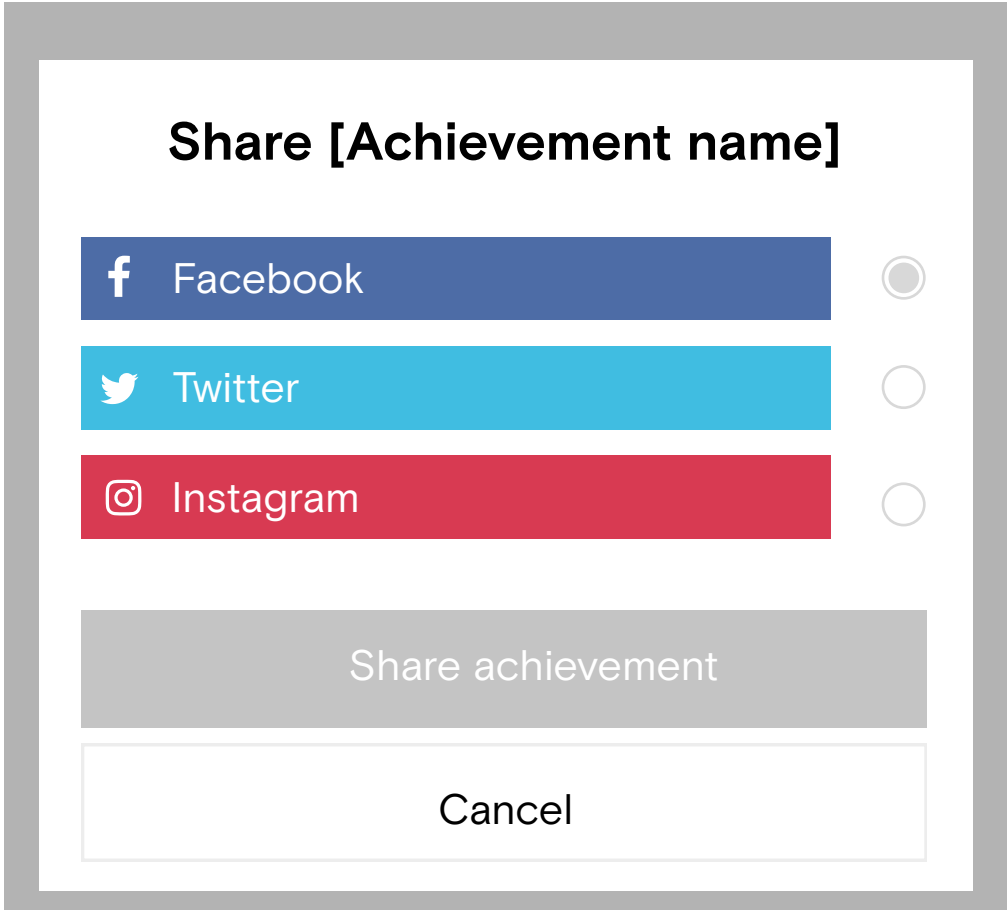 Share [Achievement name]
Facebook
Twitter
Instagram
Share achievement
Cancel